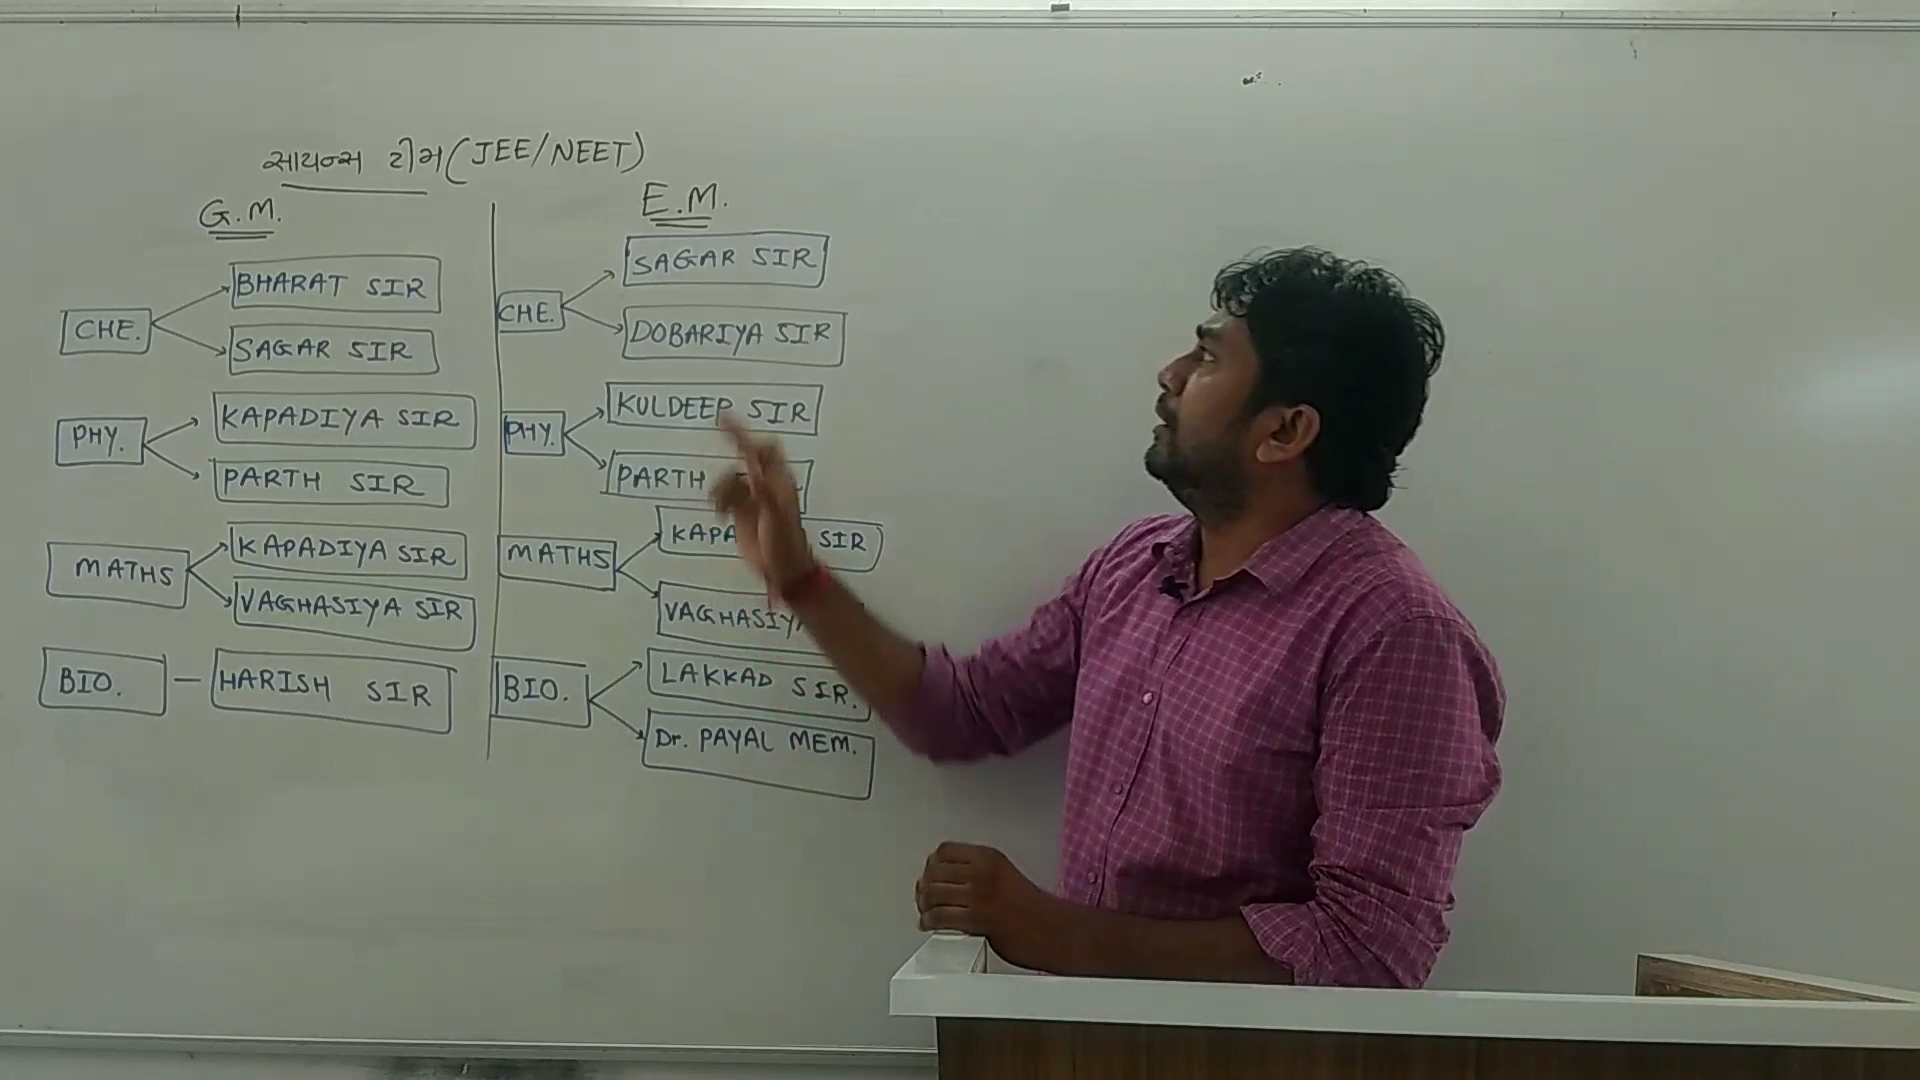 સાયન્સ ટીમ (JEE/NEET)
G.M.
CHE.
BHARAT SIR
SAGAR SIR
PHY.
KAPADIYA SIR
PARTH SIR
MATHS
KAPADIYA SIR
VAGHASIYA SIR
BIO. — HARISH SIR
E.M.
CHE.
SAGAR SIR
DOBARIYA SIR
PHY.
KULDEEP SIR
PARTH
MATHS
SIR
BIO.
LAKKAD SIR.
Dr. PAYAL MEM.